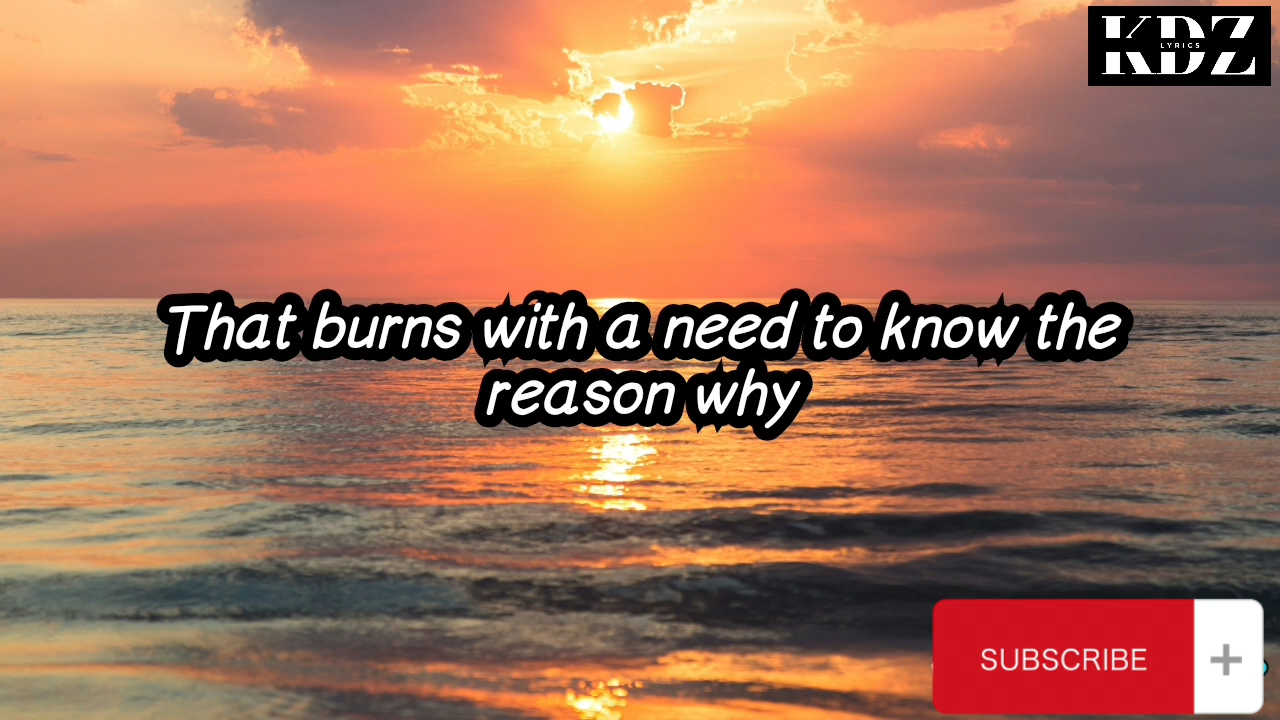 KDZ
LYRICS
That burns with a need to know the
reason why
SUBSCRIBE
+